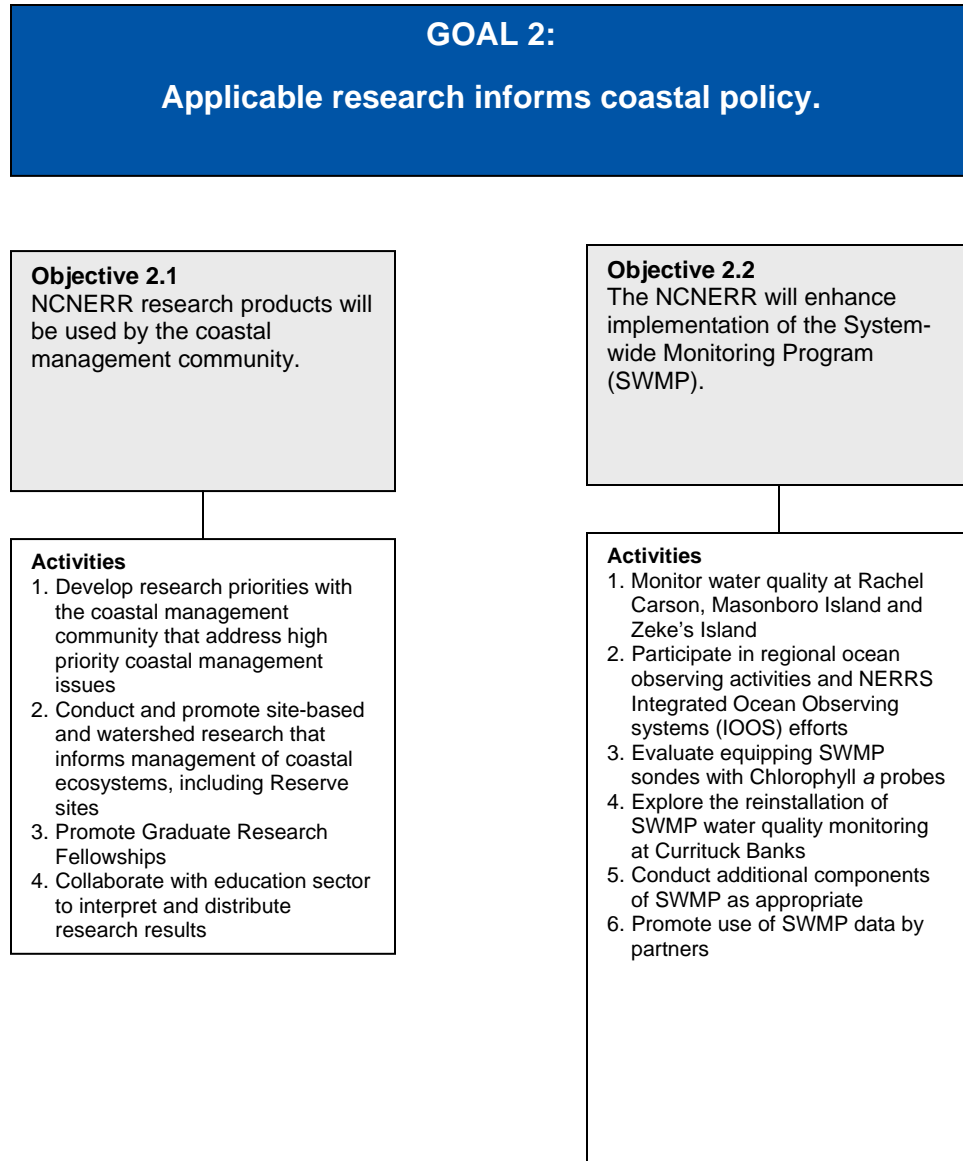 GOAL 2:
Applicable research informs coastal policy.
Objective 2.1
NCNERR research products will
be used by the coastal
management community.
Activities
1. Develop research priorities with
the coastal management
community that address high
priority coastal management
issues
2. Conduct and promote site-based
and watershed research that
informs management of coastal
ecosystems, including Reserve
sites
3. Promote Graduate Research
Fellowships
4. Collaborate with education sector
to interpret and distribute
research results
Objective 2.2
The NCNERR will enhance
implementation of the System-
wide Monitoring Program
(SWMP).
Activities
1. Monitor water quality at Rachel
Carson, Masonboro Island and
Zeke’s Island
2. Participate in regional ocean
observing activities and NERRS
Integrated Ocean Observing
systems (IOOS) efforts
3. Evaluate equipping SWMP
sondes with Chlorophyll a probes
4. Explore the reinstallation of
SWMP water quality monitoring
at Currituck Banks
5. Conduct additional components
of SWMP as appropriate
6. Promote use of SWMP data by
partners